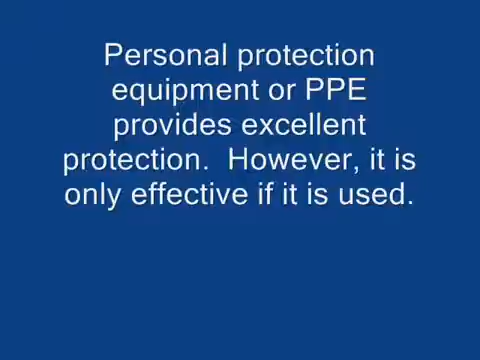 Personal protection
equipment or PPE
provides excellent
protection.  However, it is
only effective if it is used.